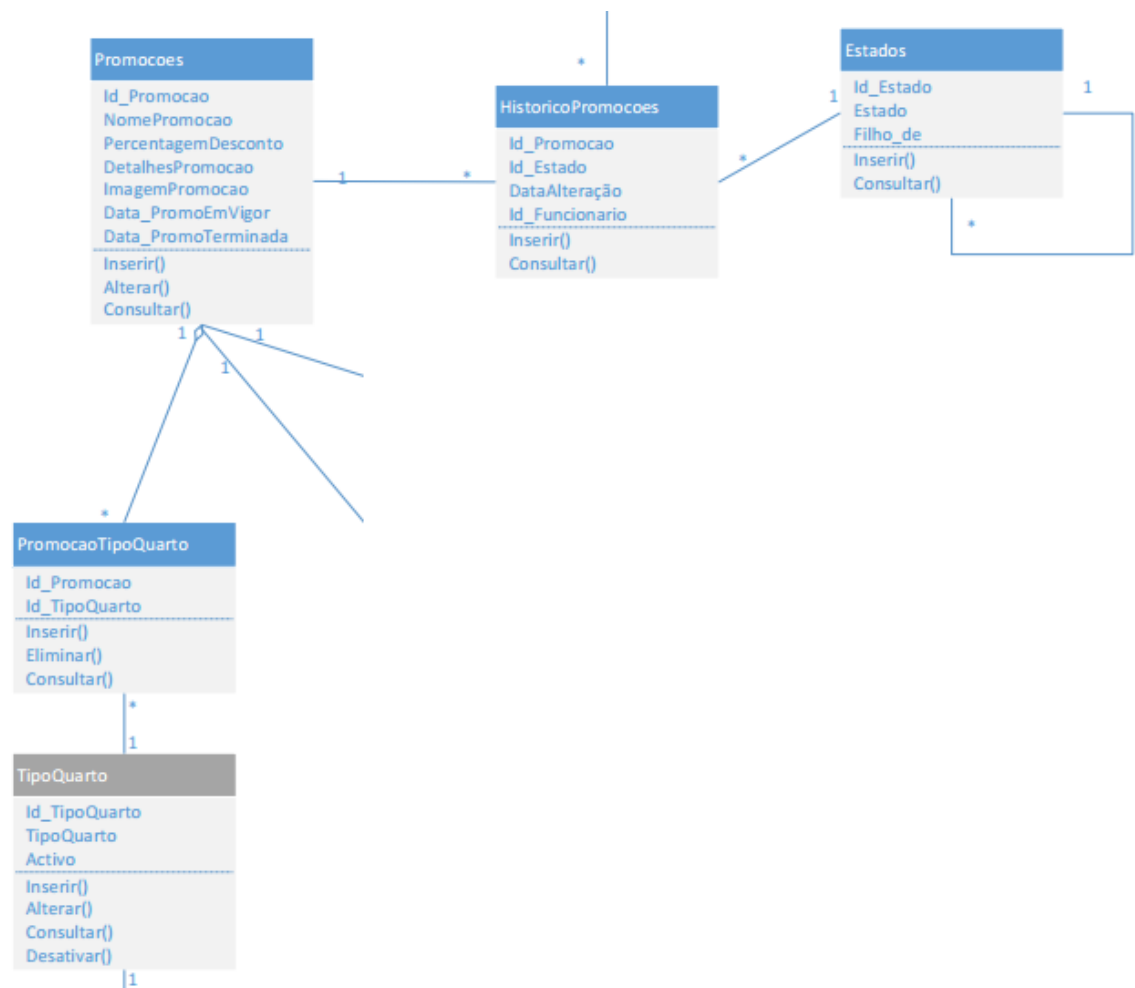 Promocoes
Id_Promocao
NomePromocao
PercentagemDesconto
DetalhesPromocao
ImagemPromocao
Data_PromoEmVigor
Data_PromoTerminada
Inserir()
Alterar()
Consultar()
1
*
*
HistoricoPromocoes
Id_Promocao
Id_Estado
DataAlteração
Id_Funcionario
Inserir()
Consultar()
*
1
Estados
Id_Estado
Estado
Filho_de
Inserir()
Consultar()
1
*
1
1
1
*
PromocaoTipoQuarto
Id_Promocao
Id_TipoQuarto
Inserir()
Eliminar()
Consultar()
*
1
TipoQuarto
Id_TipoQuarto
TipoQuarto
Activo
Inserir()
Alterar()
Consultar()
Desativar()
1